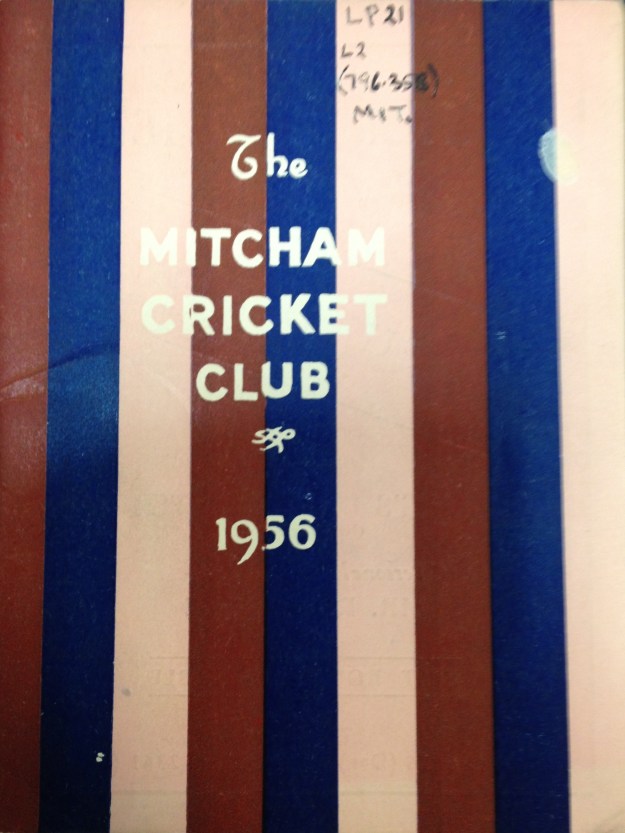 LP21
L2
(796.358)
MIT.
The
MITCHAM
CRICKET
CLUB
1956